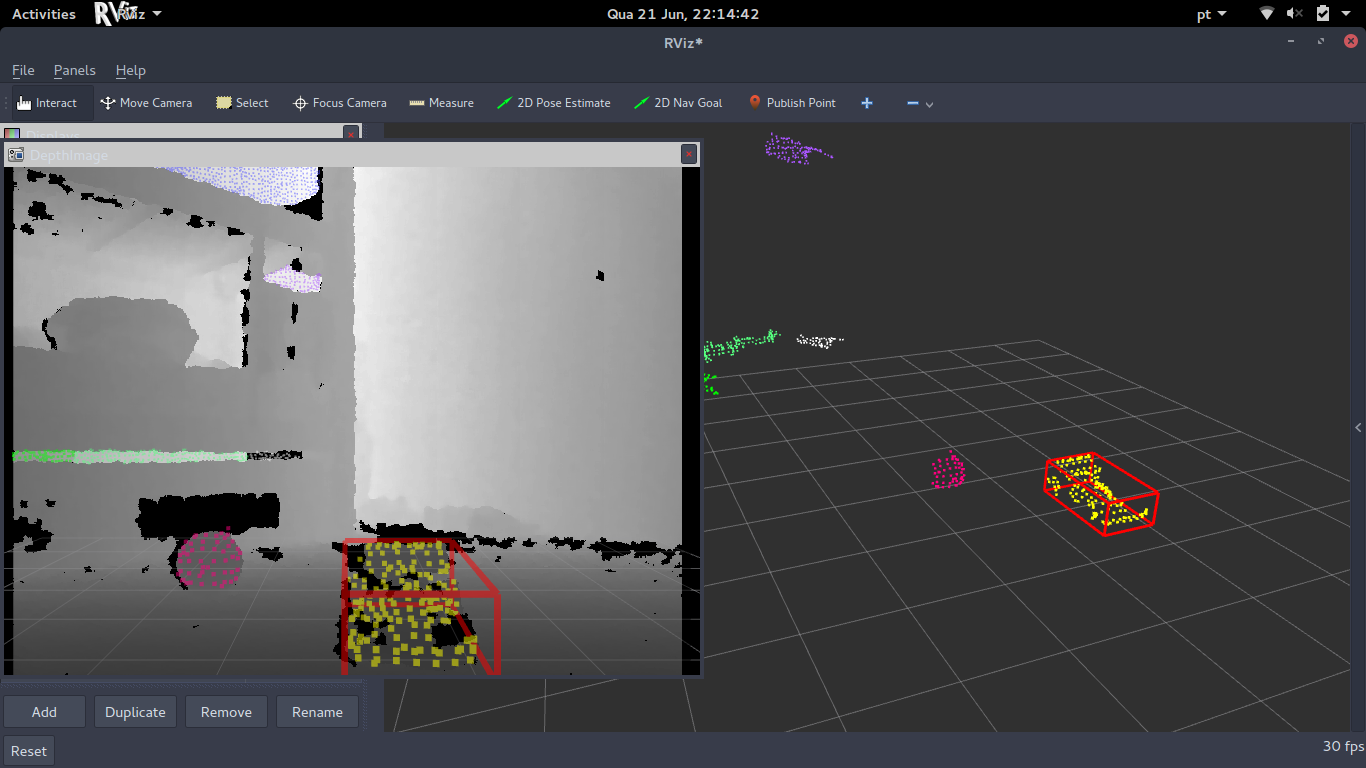 Activities RViz Qua 21 Jun, 22:14:42 pt
RViz*
File Panels Help
Interact Move Camera Select Focus Camera Measure 2D Pose Estimate 2D Nav Goal Publish Point
Displays
DepthImage
Add Duplicate Remove Rename
Reset 30 fps